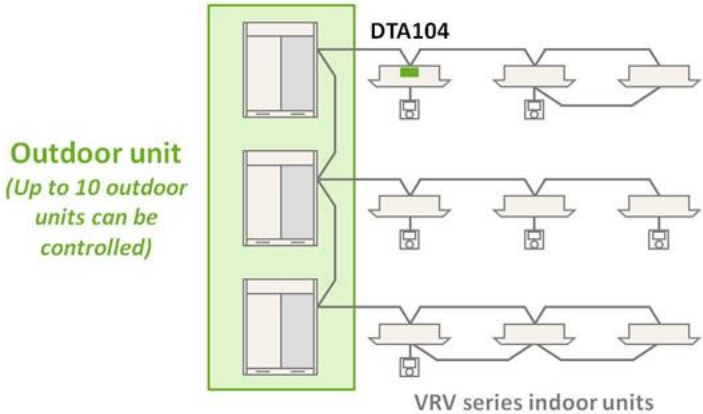 DTA104
Outdoor unit
(Up to 10 outdoor
units can be
controlled)
VRV series indoor units